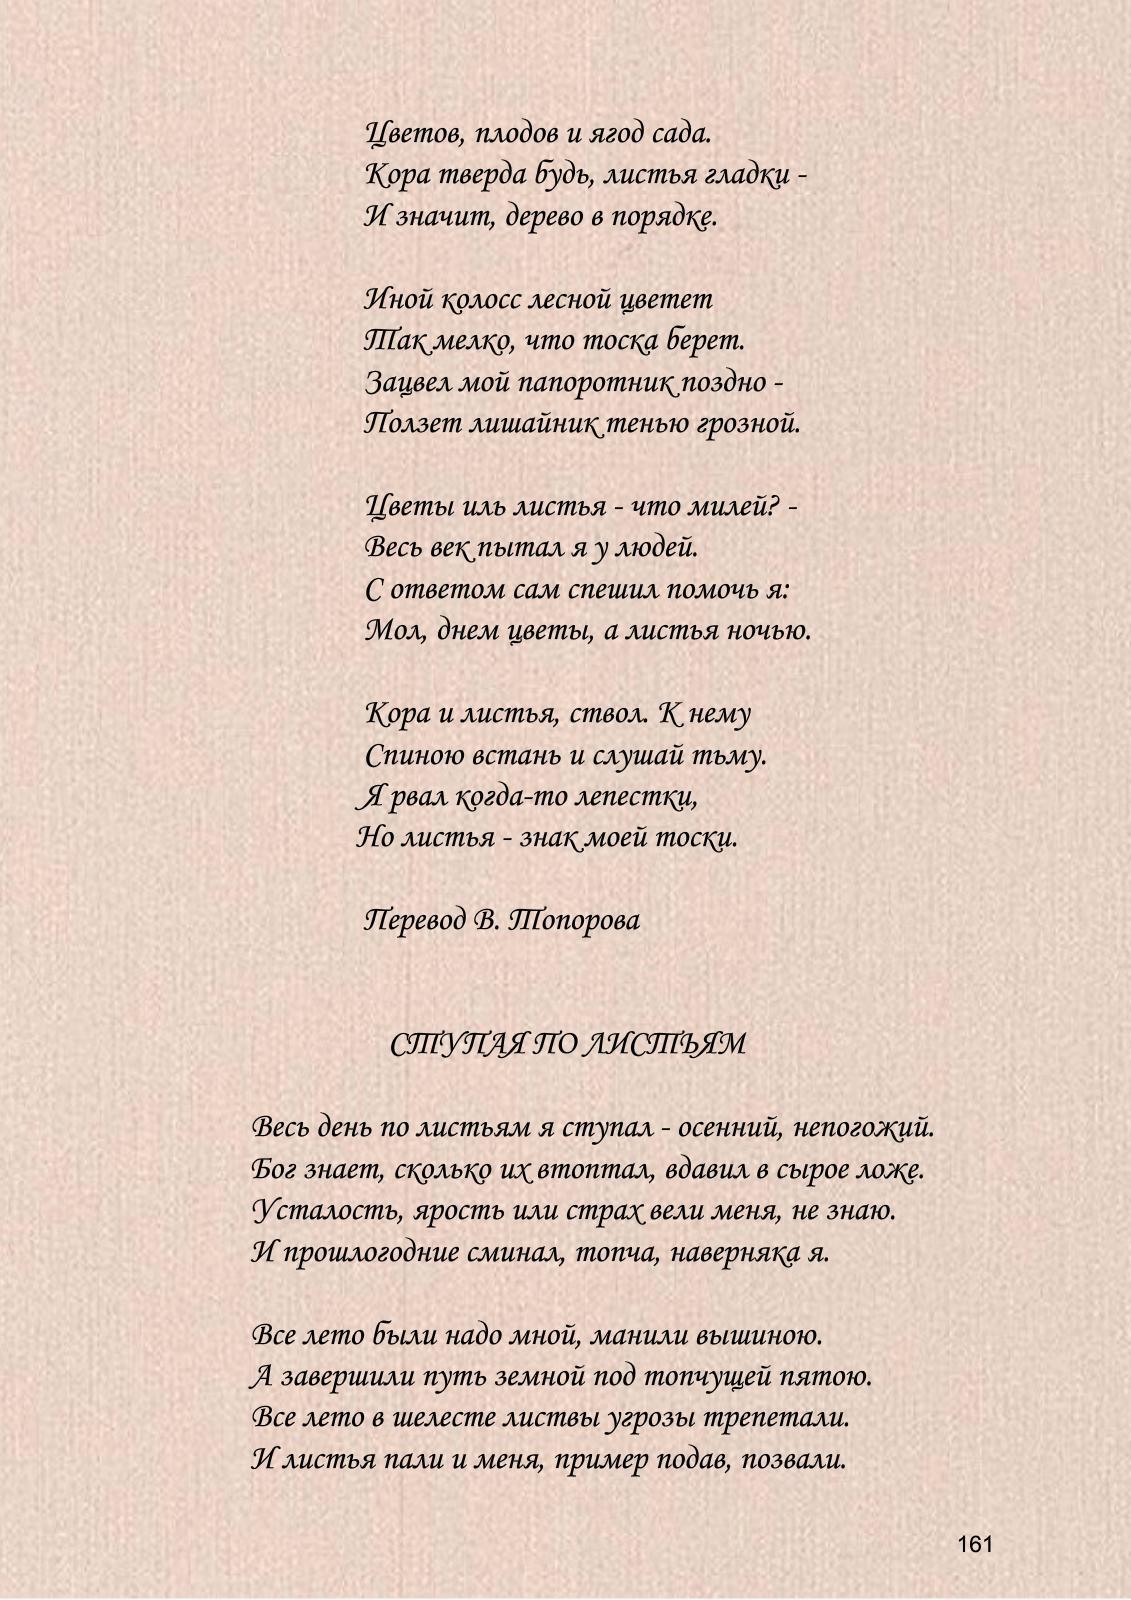 Цветов, плодов и ягод сада.
Кора тверда будь, листья гладки -
И значит, дерево в порядке.
Иной колосс лесной цветет
Так мелко, что тоска берет.
Зацвел мой папоротник поздно -
Ползет лишайник тенью грозной.
Цветы иль листья - что милей? -
Весь век пытал я у людей.
С ответом сам спешил помочь я:
Мол, днем цветы, а листья ночью.
Кора и листья, ствол. К нему
Спиною встань и слушай тьму.
Я рвал когда-то лепестки,
Но листья - знак моей тоски.
Перевод В. Топорова
СТУПАЯ ПО ЛИСТЬЯМ
Весь день по листьям я ступал - осенний, непогожий.
Бог знает, сколько их втоптал, вдавил в сырое ложе.
Усталость, ярость или страх вели меня, не знаю.
И прошлогодние сминал, топча, наверняка я.
Все лето были надо мной, манили вышиною.
А завершили путь земной под топчущей пятою.
Все лето в шелесте листвы угрозы трепетали.
И листья пали и меня, пример подав, позвали.
161